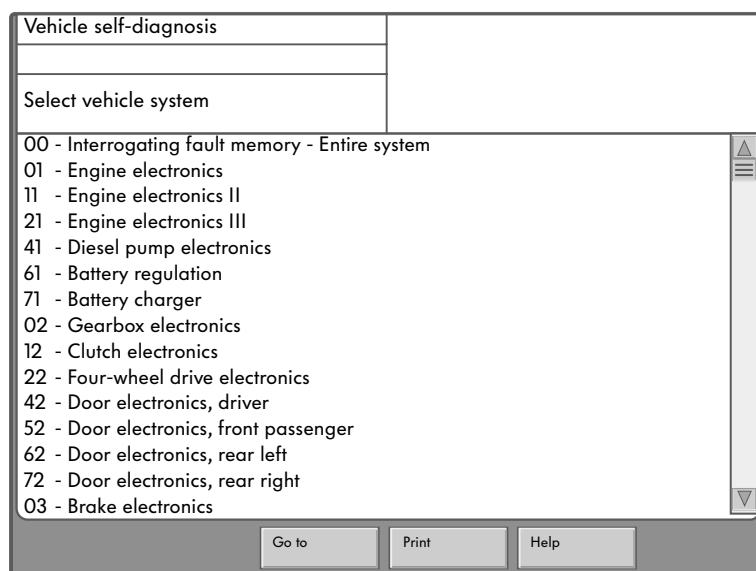 Vehicle self-diagnosis
Select vehicle system
00 - Interrogating fault memory - Entire system
01 - Engine electronics
11 - Engine electronics II
21 - Engine electronics III
41 - Diesel pump electronics
61 - Battery regulation
71 - Battery charger
02 - Gearbox electronics
12 - Clutch electronics
22 - Four-wheel drive electronics
42 - Door electronics, driver
52 - Door electronics, front passenger
62 - Door electronics, rear left
72 - Door electronics, rear right
03 - Brake electronics
Go to Print Help